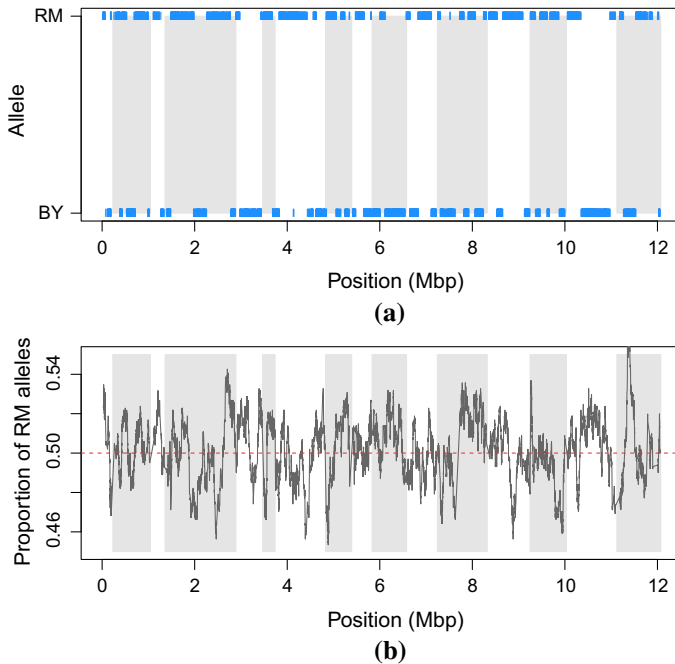 RM
Allele
BY
0 2 4 6 8 10 12
Position (Mbp)
(a)
Proportion of RM alleles
0.54
0.50
0.46
0 2 4 6 8 10 12
Position (Mbp)
(b)